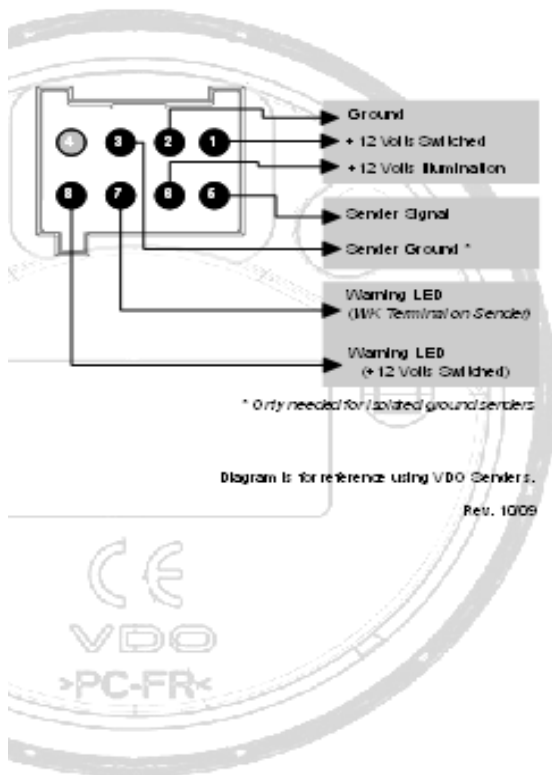 4 3 2 1
8 7 6 5
Ground
+ 12 Volts Switched
+ 12 Volts Illumination
Sender Signal
Sender Ground *
Warning LED
(WK Terminal on Sender)
Warning LED
(+ 12 Volts Switched)
* Only needed for isolated ground senders
Diagram is for reference using VDO Senders.
Rev. 10/09
CE
VDO
>PC-FR<